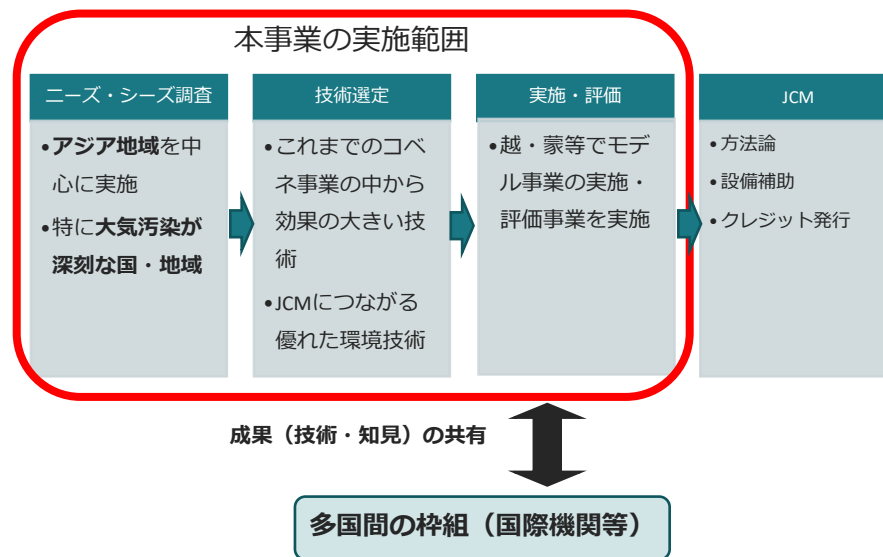 本事業の実施範囲
ニーズ・シーズ調査
•アジア地域を中
心に実施
•特に大気汚染が
深刻な国・地域
技術選定
•これまでのコベ
ネ事業の中から
効果の大きい技
術
•JCMにつながる
優れた環境技術
実施・評価
•越・蒙等でモデ
ル事業の実施・
評価事業を実施
JCM
•方法論
•設備補助
•クレジット発行
成果（技術・知見）の共有
多国間の枠組（国際機関等）